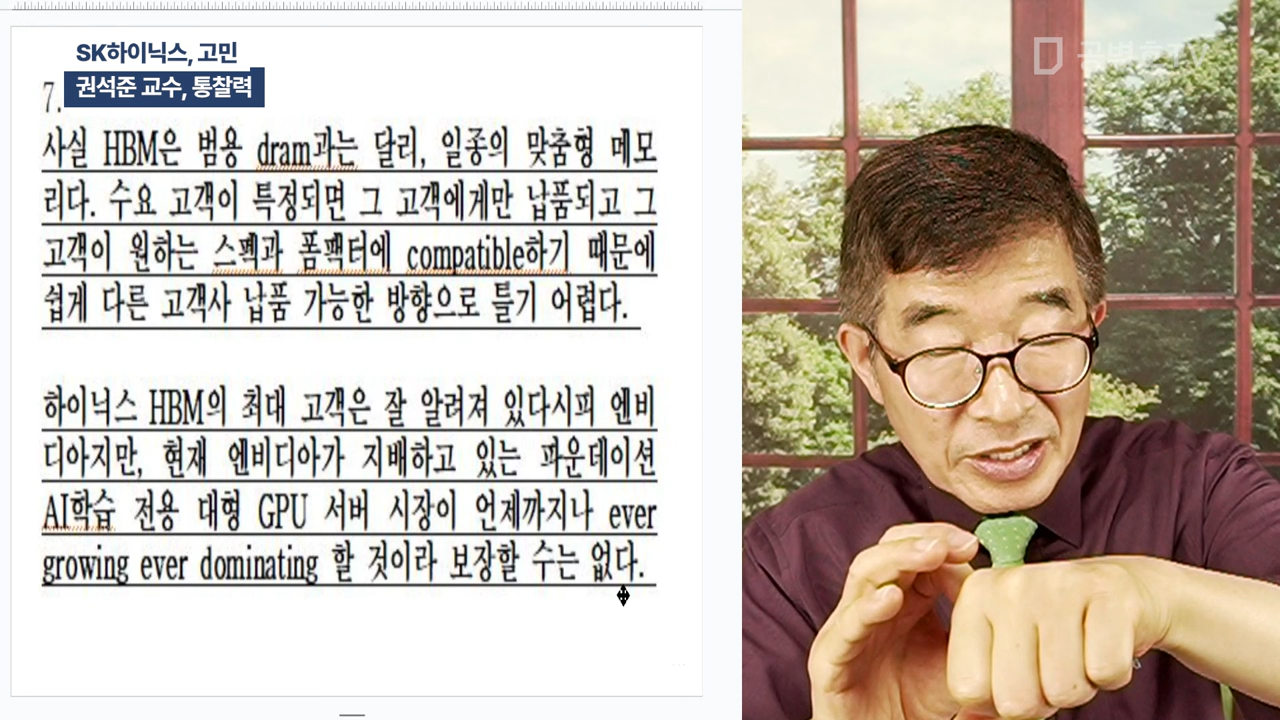 SK하이닉스, 고민
권석준 교수, 통찰력
7.
사실 HBM은 범용 dram과는 달리, 일종의 맞춤형 메모
리다. 수요 고객이 특정되면 그 고객에게만 납품되고 그
고객이 원하는 스펙과 폼팩터에 compatible하기 때문에
쉽게 다른 고객사 납품 가능한 방향으로 틀기 어렵다.
하이닉스 HBM의 최대 고객은 잘 알려져 있다시피 엔비
디아지만, 현재 엔비디아가 지배하고 있는 파운데이션
AI학습 전용 대형 GPU 서버 시장이 언제까지나 ever
growing ever dominating 할 것이라 보장할 수는 없다.
공병호TV